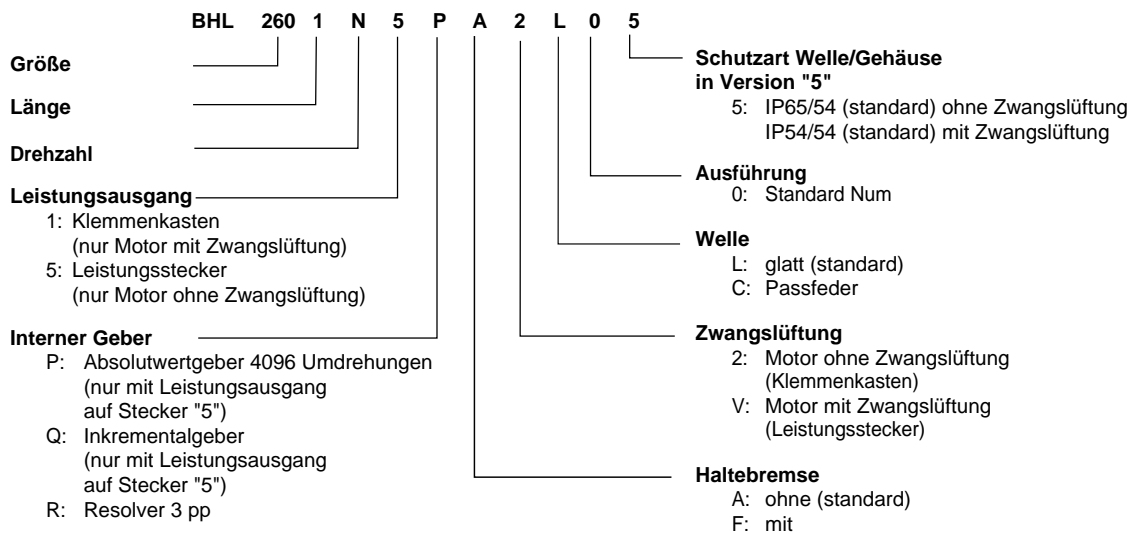 BHL 260 1 N 5 P A 2 L 0 5
Größe
Länge
Drehzahl
Leistungsausgang
1: Klemmenkasten
(nur Motor mit Zwangslüftung)
5: Leistungsstecker
(nur Motor ohne Zwangslüftung)
Interner Geber
P: Absolutwertgeber 4096 Umdrehungen
(nur mit Leistungsausgang
auf Stecker "5")
Q: Inkrementalgeber
(nur mit Leistungsausgang
auf Stecker "5")
R: Resolver 3 pp
Schutzart Welle/Gehäuse
in Version "5"
5: IP65/54 (standard) ohne Zwangslüftung
IP54/54 (standard) mit Zwangslüftung
Ausführung
0: Standard Num
Welle
L: glatt (standard)
C: Passfeder
Zwangslüftung
2: Motor ohne Zwangslüftung
(Klemmenkasten)
V: Motor mit Zwangslüftung
(Leistungsstecker)
Haltebremse
A: ohne (standard)
F: mit